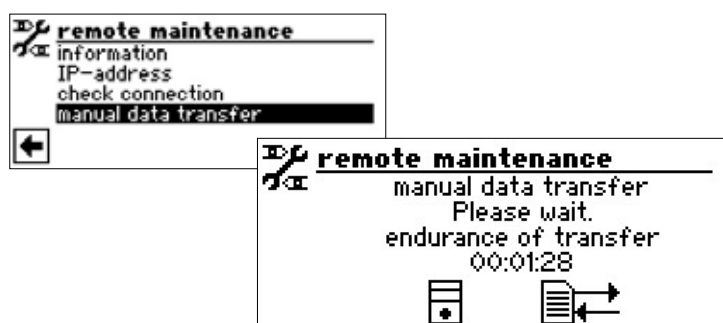 remote maintenance
information
IP-address
check connection
manual data transfer
remote maintenance
manual data transfer
Please wait.
endurance of transfer
00:01:28